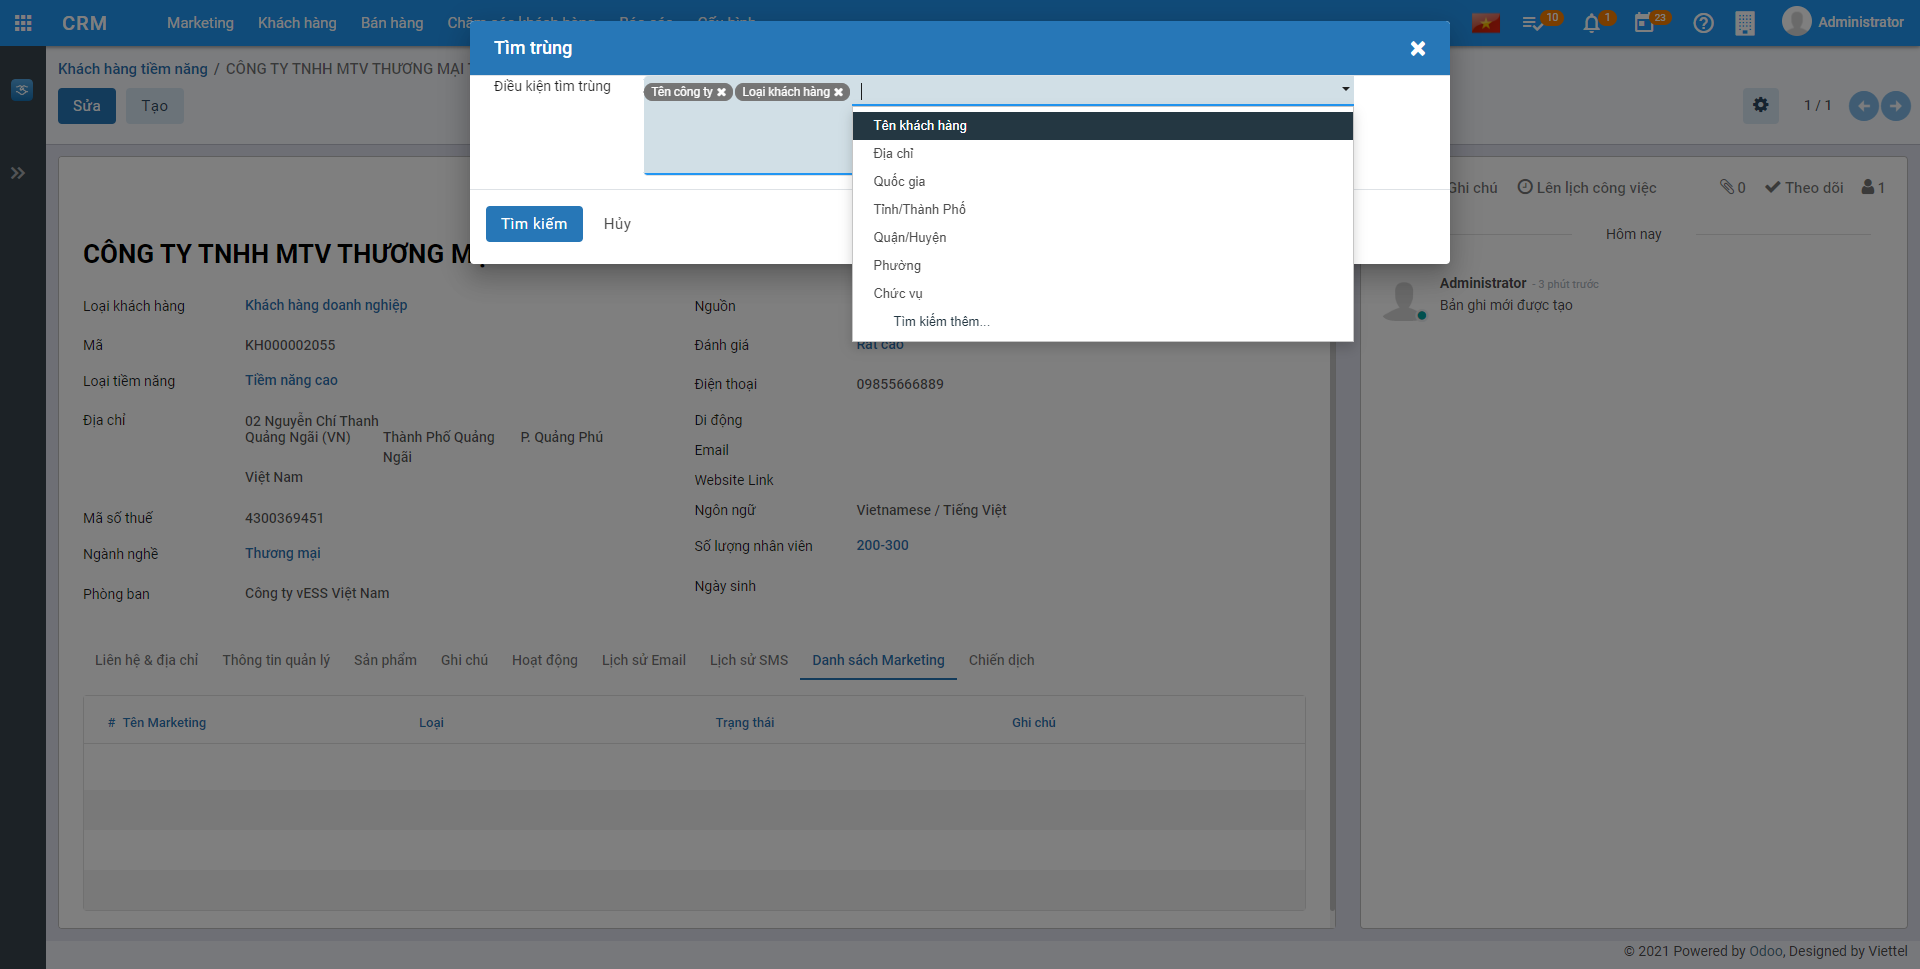 CRM Marketing Khách hàng Bán hàng 10 1 23 Administrator
Tìm trùng
Khách hàng tiềm năng / CÔNG TY TNHH MTV THƯƠNG MẠI
Sửa Tạo
1 / 1
Điều kiện tìm trùng
Tên công ty Loại khách hàng
Tên khách hàng
Địa chỉ
Quốc gia
Tỉnh/Thành Phố
Quận/Huyện
Phường
Chức vụ
Tìm kiếm thêm...
Tìm kiếm Hủy
Ghi chú Lên lịch công việc 0 Theo dõi 1
Hôm nay
Administrator - 3 phút trước
Bản ghi mới được tạo
CÔNG TY TNHH MTV THƯƠNG
Loại khách hàng Khách hàng doanh nghiệp
Mã KH000002055
Loại tiềm năng Tiềm năng cao
Địa chỉ 02 Nguyễn Chí Thanh
Quảng Ngãi (VN) Thành Phố Quảng Ngãi P. Quảng Phú
Việt Nam
Mã số thuế 4300369451
Ngành nghề Thương mại
Phòng ban Công ty vESS Việt Nam
Nguồn
Đánh giá Rất cao
Điện thoại 09855666889
Di động
Email
Website Link
Ngôn ngữ Vietnamese / Tiếng Việt
Số lượng nhân viên 200-300
Ngày sinh
Liên hệ & địa chỉ Thông tin quản lý Sản phẩm Ghi chú Hoạt động Lịch sử Email Lịch sử SMS Danh sách Marketing Chiến dịch
# Tên Marketing Loại Trạng thái Ghi chú
© 2021 Powered by Odoo, Designed by Viettel